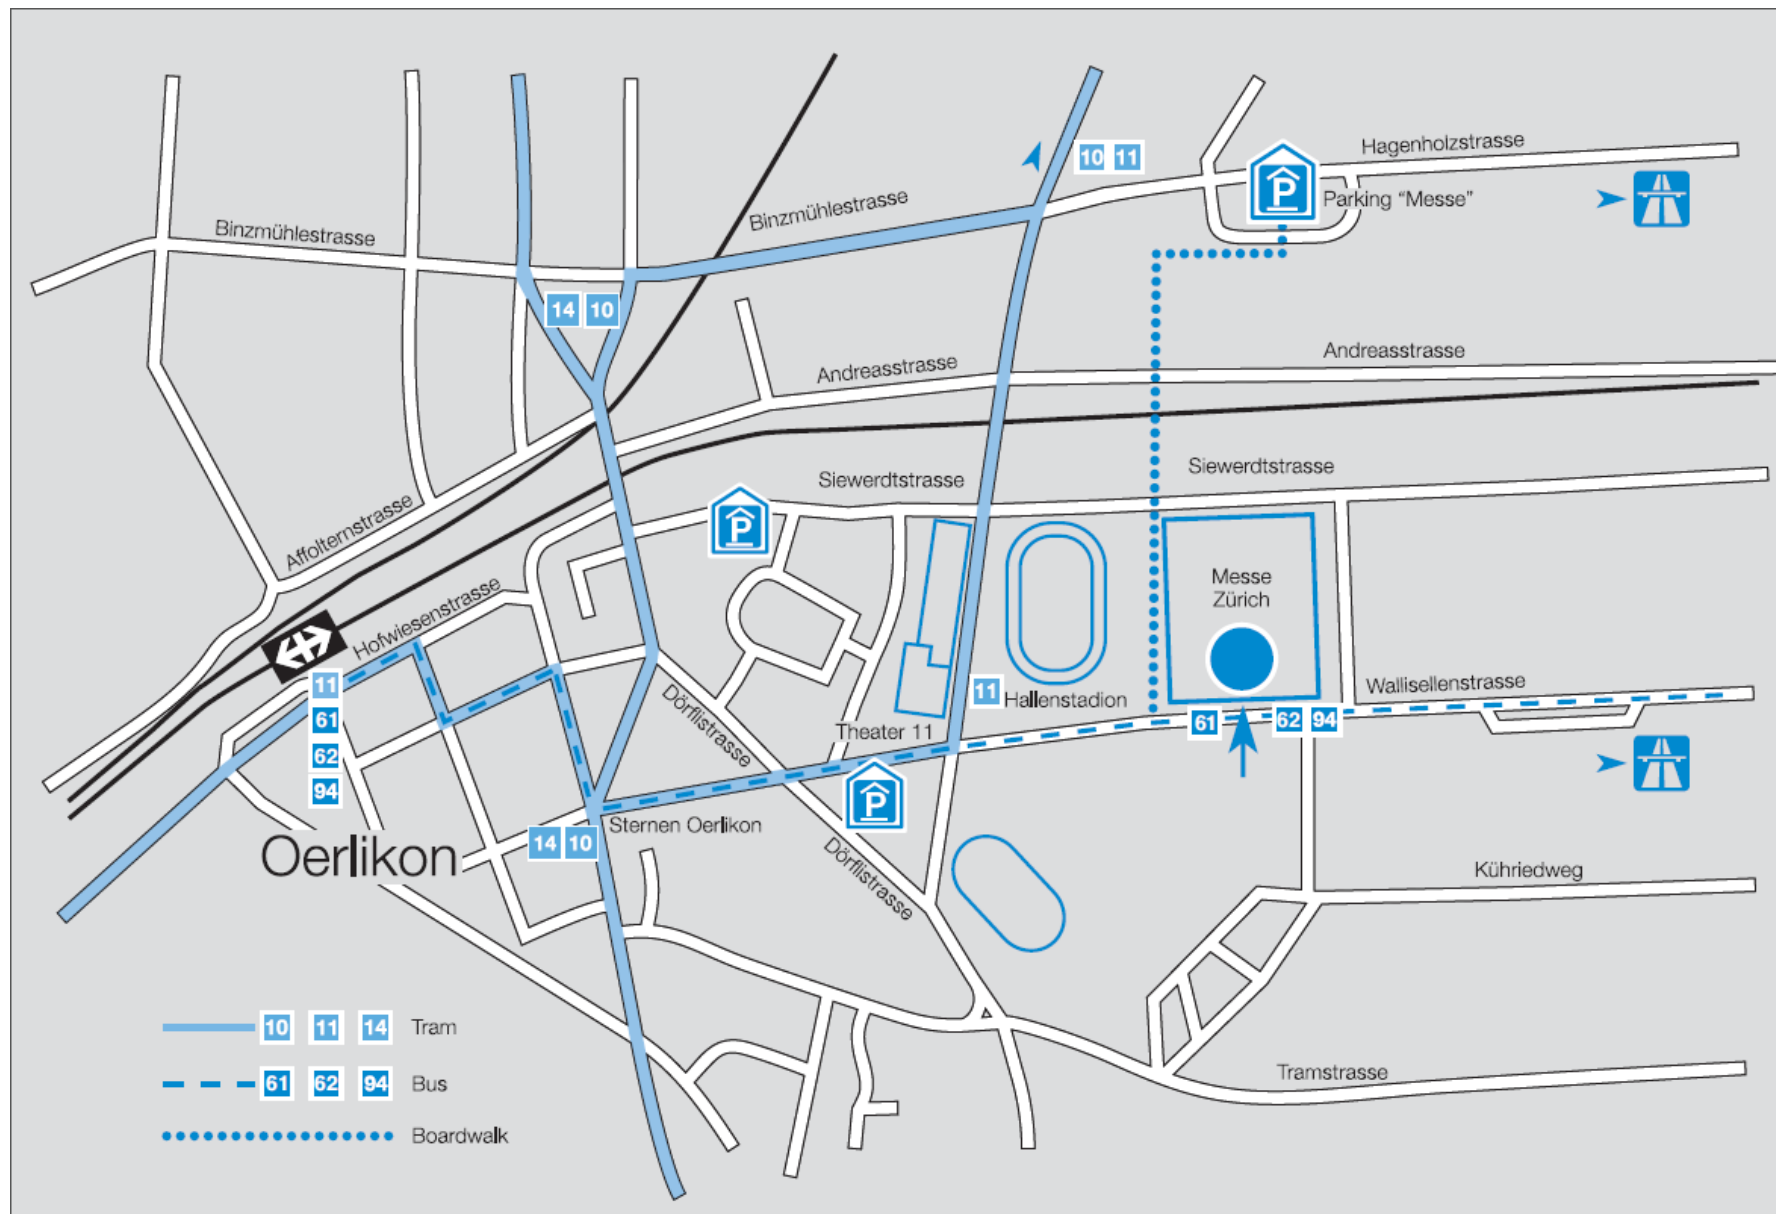 10 11
Hagenholzstrasse
P
Parking "Messe"
Binzmühlestrasse
Binzmühlestrasse
14 10
Andreasstrasse
Andreasstrasse
Siewerdtstrasse
Siewerdtstrasse
P
Affolternstrasse
Messe
Zürich
Hofwiesenstrasse
11
61
62
94
11
Hallenstadion
Wallisellenstrasse
61
62 94
Theater 11
Dörflistrasse
P
Sternen Oerlikon
14 10
Oerlikon
Dörflistrasse
Kühriedweg
10 11 14 Tram
61 62 94 Bus
Boardwalk
Tramstrasse